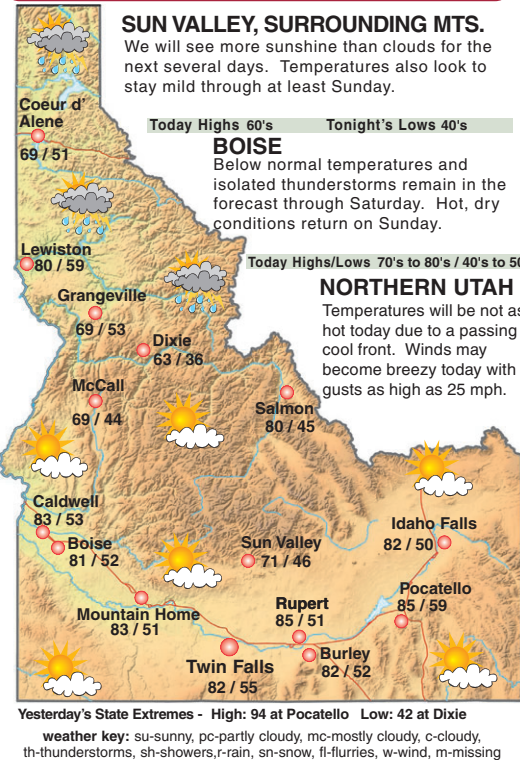 SUN VALLEY, SURROUNDING MTS.
We will see more sunshine than clouds for the
next several days. Temperatures also look to
stay mild through at least Sunday.
Today Highs 60's Tonight's Lows 40's
BOISE
Below normal temperatures and
isolated thunderstorms remain in the
forecast through Saturday. Hot, dry
conditions return on Sunday.
Today Highs/Lows 70's to 80's / 40's to 50
NORTHERN UTAH
Temperatures will be not as
hot today due to a passing
cool front. Winds may
become breezy today with
gusts as high as 25 mph.
Coeur d'
Alene
69 / 51
Lewiston
80 / 59
Grangeville
69 / 53
Dixie
63 / 36
McCall
69 / 44
Salmon
80 / 45
Caldwell
83 / 53
Boise
81 / 52
Sun Valley
71 / 46
Idaho Falls
82 / 50
Mountain Home
83 / 51
Rupert
85 / 51
Pocatello
85 / 59
Twin Falls
82 / 55
Burley
82 / 52
Yesterday's State Extremes - High: 94 at Pocatello Low: 42 at Dixie
weather key: su-sunny, pc-partly cloudy, mc-mostly cloudy, c-cloudy,
th-thunderstorms, sh-showers,r-rain, sn-snow, fl-flurries, w-wind, m-missing